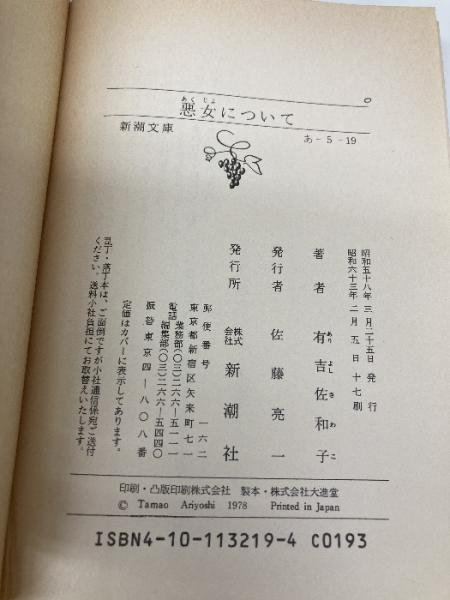 悪女について
あくじょ
新潮文庫
あ-5-19
昭和五十八年三月二十五日発行
昭和六十三年二月五日十七刷
著者 有吉佐和子
ありよしさわこ
発行者 佐藤亮一
発行所 株式会社 新潮社
郵便番号 一六二
東京都新宿区矢来町七一
電話 業務部(〇三)二六六-五一一一
編集部(〇三)二六六-五四四〇
振替東京四-八〇八番
定価はカバーに表示してあります。
乱丁・落丁本は、ご面倒ですが小社通信係宛ご送付
ください。送料小社負担にてお取替えいたします。
印刷・凸版印刷株式会社 製本・株式会社大進堂
© Tamao Ariyoshi 1978 Printed in Japan
ISBN4-10-113219-4 C0193